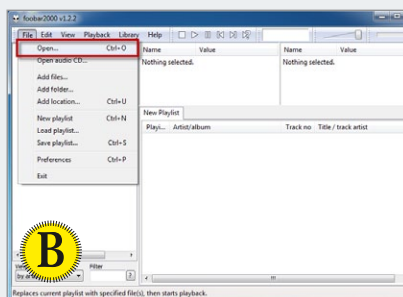 foobar2000 v1.2.2
File Edit View Playback Library Help
Open... Ctrl+O
Open audio CD...
Add files...
Add folder...
Add location... Ctrl+U
New playlist Ctrl+N
Load playlist...
Save playlist... Ctrl+S
Preferences Ctrl+P
Exit
Name Value
Nothing selected.
Name Value
Nothing selected.
New Playlist
Playi... Artist/album Track no Title / track artist
Filter
by ar
?
B
Replaces current playlist with specified file(s), then starts playback.